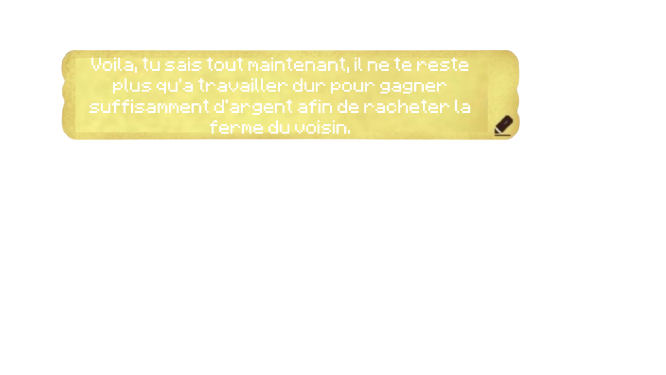 Voila, tu sais tout maintenant, il ne te reste
plus qu'a travailler dur pour gagner
suffisamment d'argent afin de racheter la
ferme du voisin.